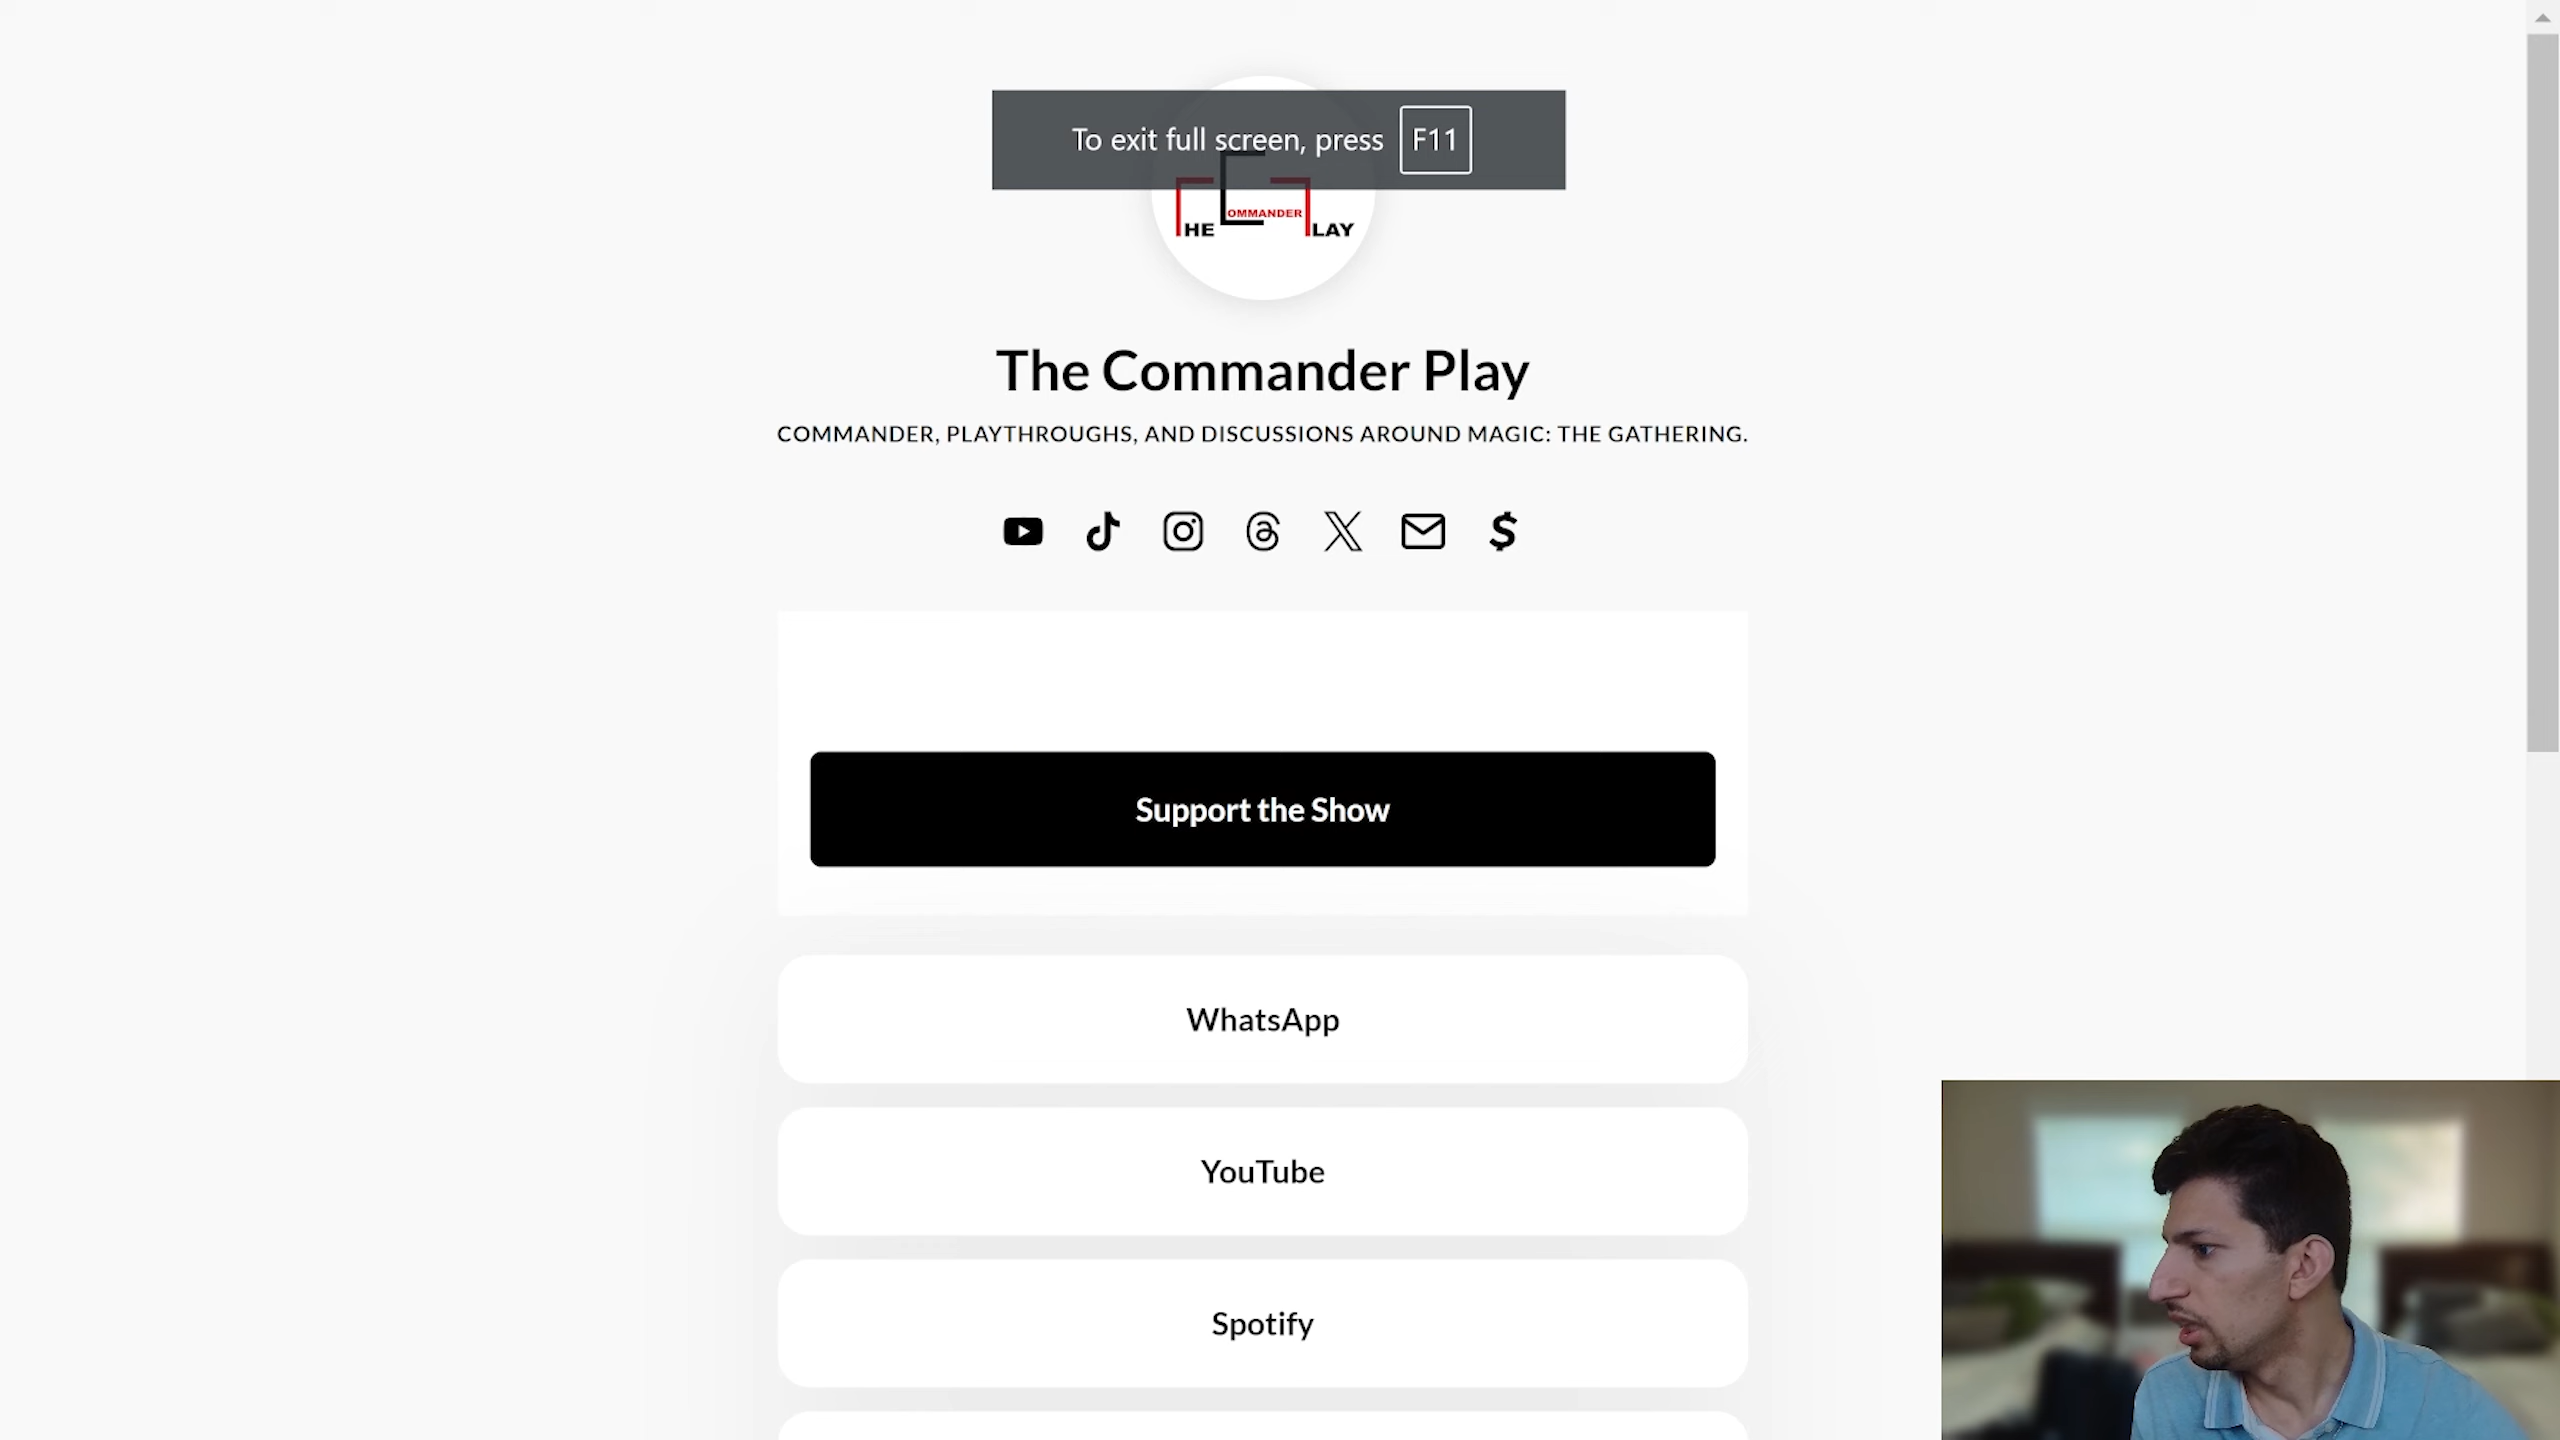 To exit full screen, press F11
OMMANDER
HE LAY
The Commander Play
COMMANDER, PLAYTHROUGHS, AND DISCUSSIONS AROUND MAGIC: THE GATHERING.
Support the Show
WhatsApp
YouTube
Spotify